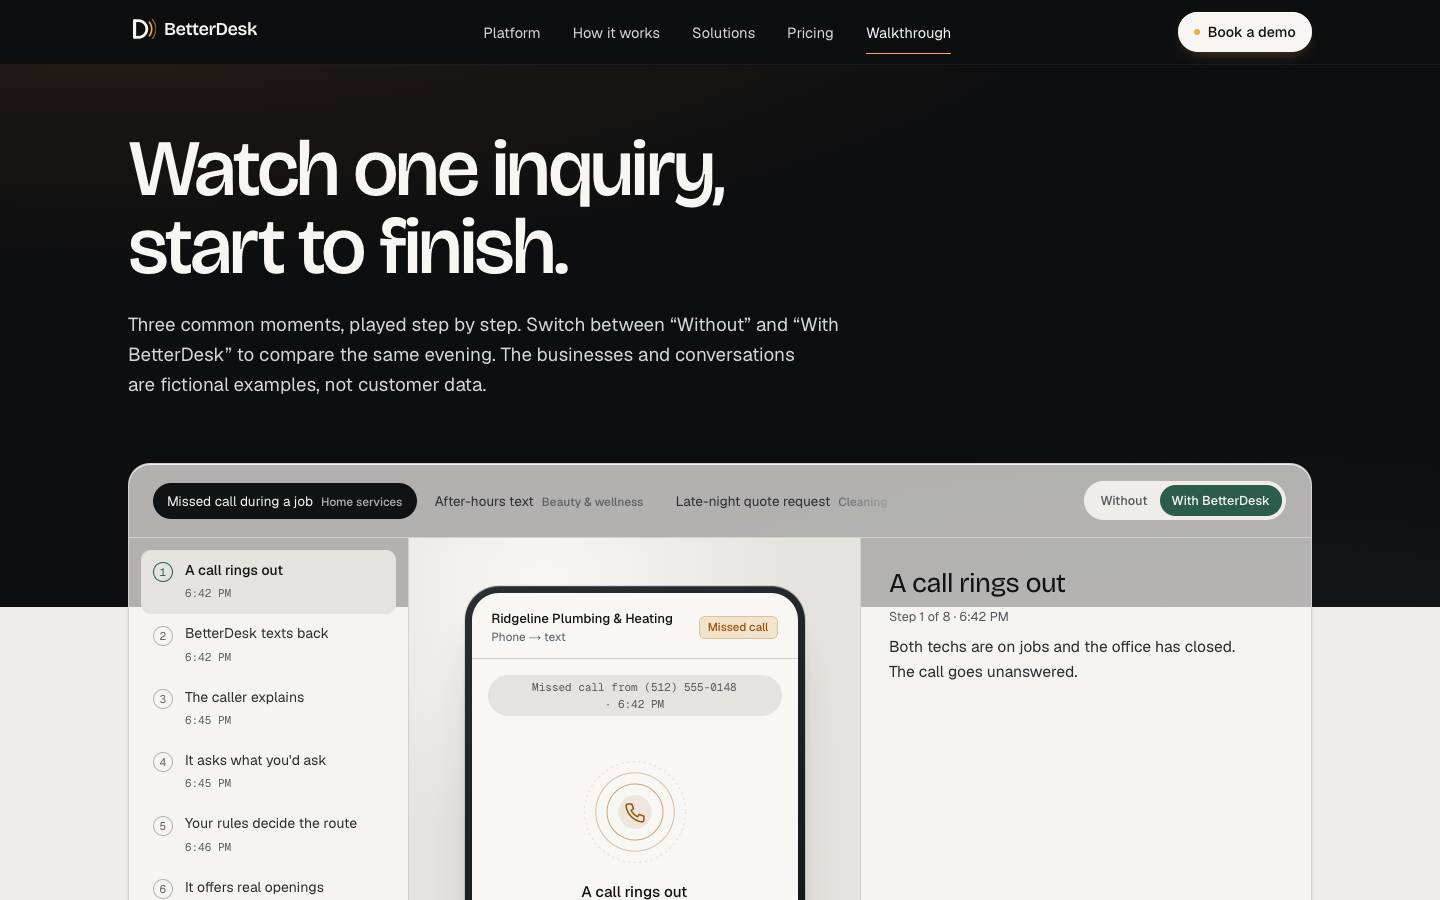 BetterDesk
Platform
How it works
Solutions
Pricing
Walkthrough
Book a demo
Watch one inquiry,
start to finish.
Three common moments, played step by step. Switch between “Without” and “With
BetterDesk” to compare the same evening. The businesses and conversations
are fictional examples, not customer data.
Missed call during a job Home services
After-hours text Beauty & wellness
Late-night quote request Cleaning
Without
With BetterDesk
1 A call rings out
6:42 PM
2 BetterDesk texts back
6:42 PM
3 The caller explains
6:45 PM
4 It asks what you'd ask
6:45 PM
5 Your rules decide the route
6:46 PM
6 It offers real openings
Ridgeline Plumbing & Heating
Phone → text
Missed call
Missed call from (512) 555-0148
· 6:42 PM
A call rings out
A call rings out
Step 1 of 8 · 6:42 PM
Both techs are on jobs and the office has closed.
The call goes unanswered.